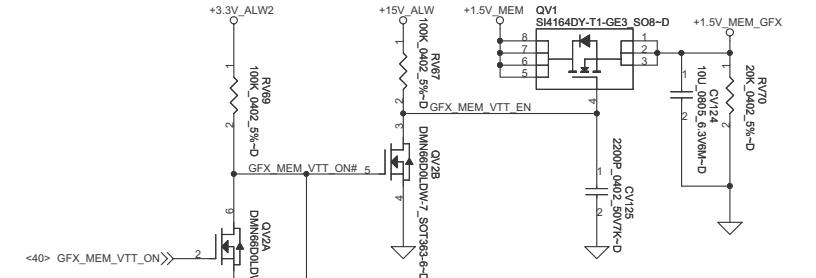 +3.3V_ALW2
+15V_ALW
+1.5V_MEM
QV1
SI4164DY-T1-GE3_SO8~D
+1.5V_MEM_GFX
8
7
6
5
1
2
3
4
1
2
RV69
100K_0402_5%~D
1
2
RV67
100K_0402_5%~D
GFX_MEM_VTT_EN
1
2
CV124
10U_0805_6.3V6M~D
1
2
RV70
20K_0402_5%~D
GFX_MEM_VTT_ON#
5
3
4
QV2B
DMN66D0LDW-7_SOT363-6~D
1
2
CV125
2200P_0402_50V7K~D
6
QV2A
<40> GFX_MEM_VTT_ON
2